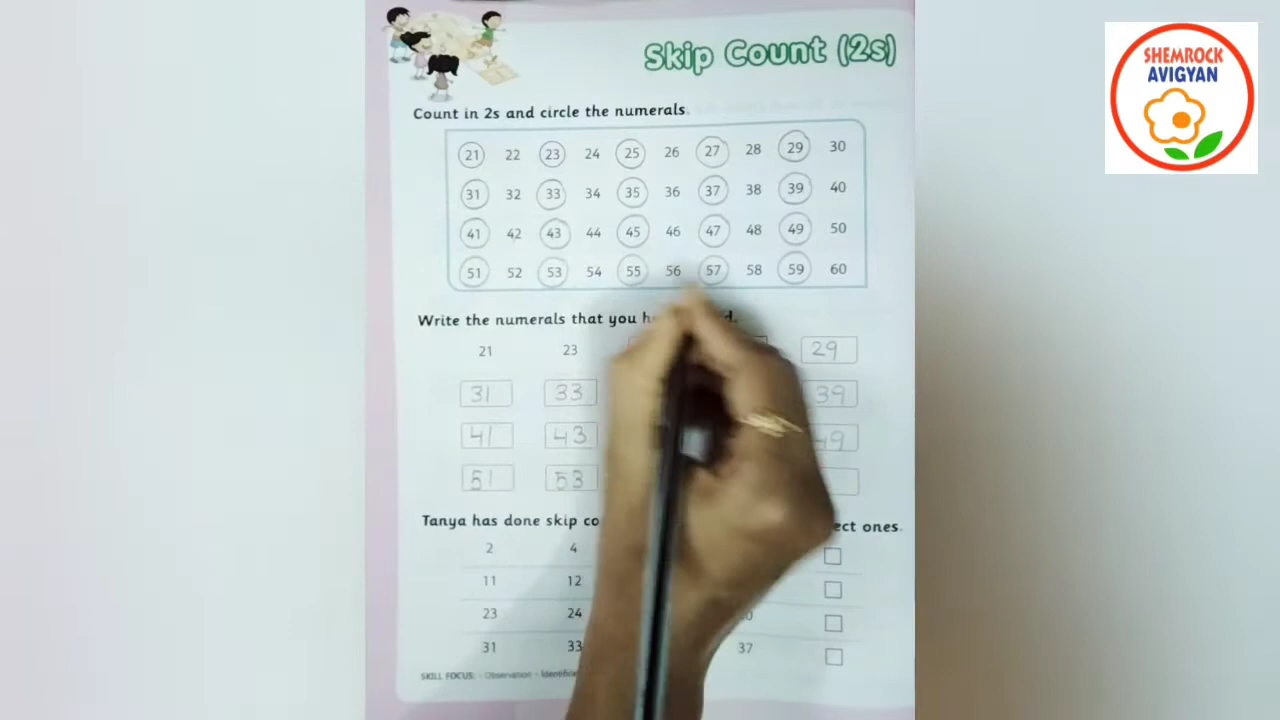 SHEMROCK
AVIGYAN
Skip Count (2s)
Count in 2s and circle the numerals.
21 22 23 24 25 26 27 28 29 30
31 32 33 34 35 36 37 38 39 40
41 42 43 44 45 46 47 48 49 50
51 52 53 54 55 56 57 58 59 60
Write the numerals that you
21 23 29
31 33 39
41 43 49
51 53
Tanya has done skip ones.
2 4
11 12
23 24
31 33 37
SKILL FOCUS: • Observation •